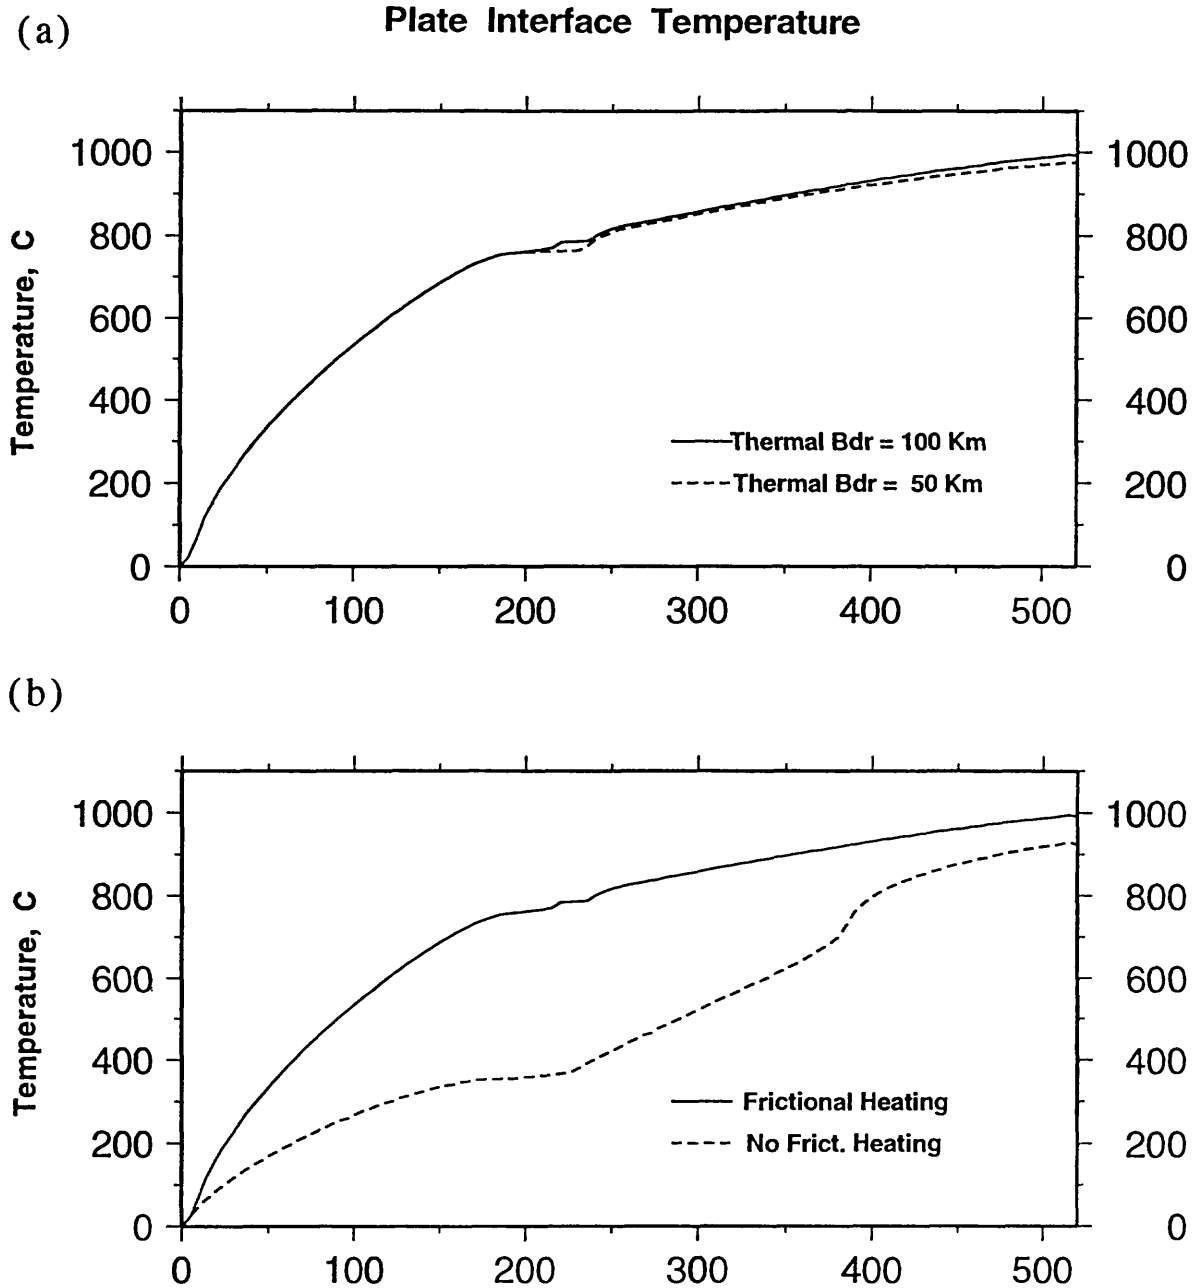 (a)
Plate Interface Temperature
1000 1000
800 800
Temperature, C
600 600
400 400
Thermal Bdr = 100 Km
200 200
Thermal Bdr = 50 Km
0 0
0 100 200 300 400 500
(b)
1000 1000
800 800
Temperature, C
600 600
400 400
Frictional Heating
200 200
No Frict. Heating
0 0
0 100 200 300 400 500